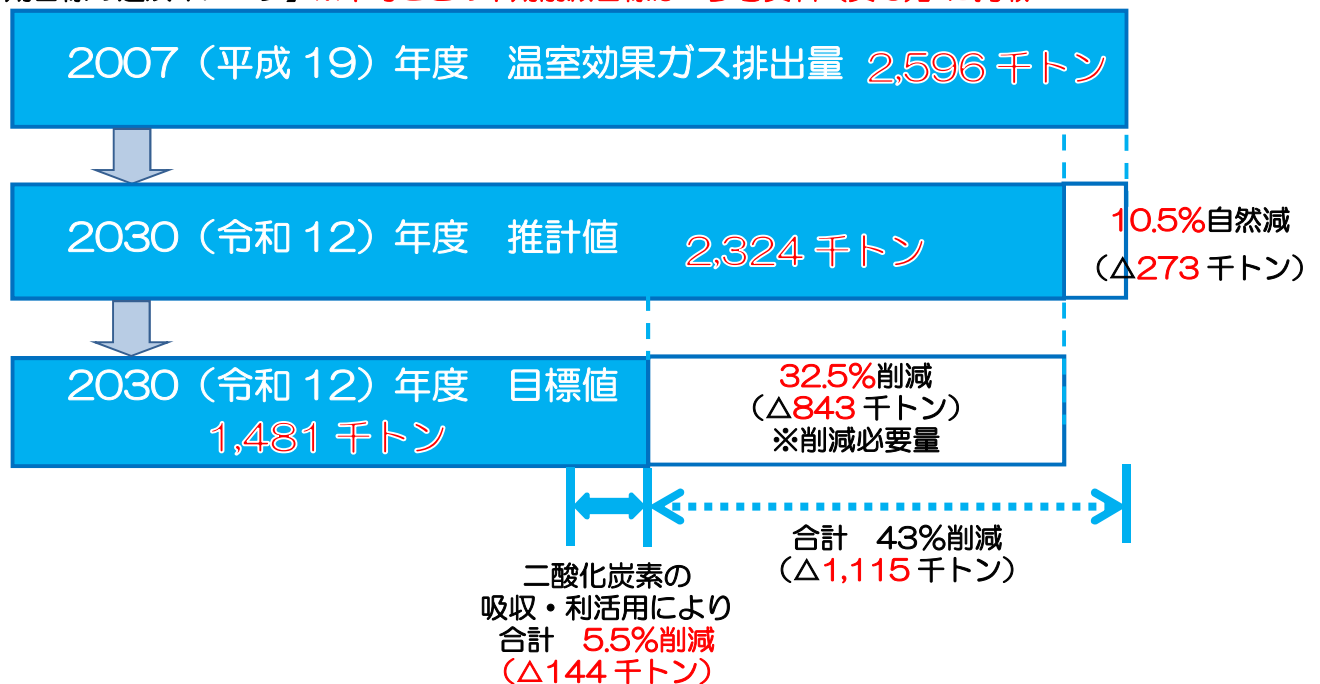 2007（平成 19）年度　温室効果ガス排出量　2,596 千トン
2030（令和 12）年度　推計値　2,324 千トン
10.5%自然減
（△273 千トン）
2030（令和 12）年度　目標値
1,481 千トン
32.5%削減
（△843 千トン）
※削減必要量
合計　43%削減
（△1,115 千トン）
二酸化炭素の
吸収・利活用により
合計　5.5%削減
（△144 千トン）